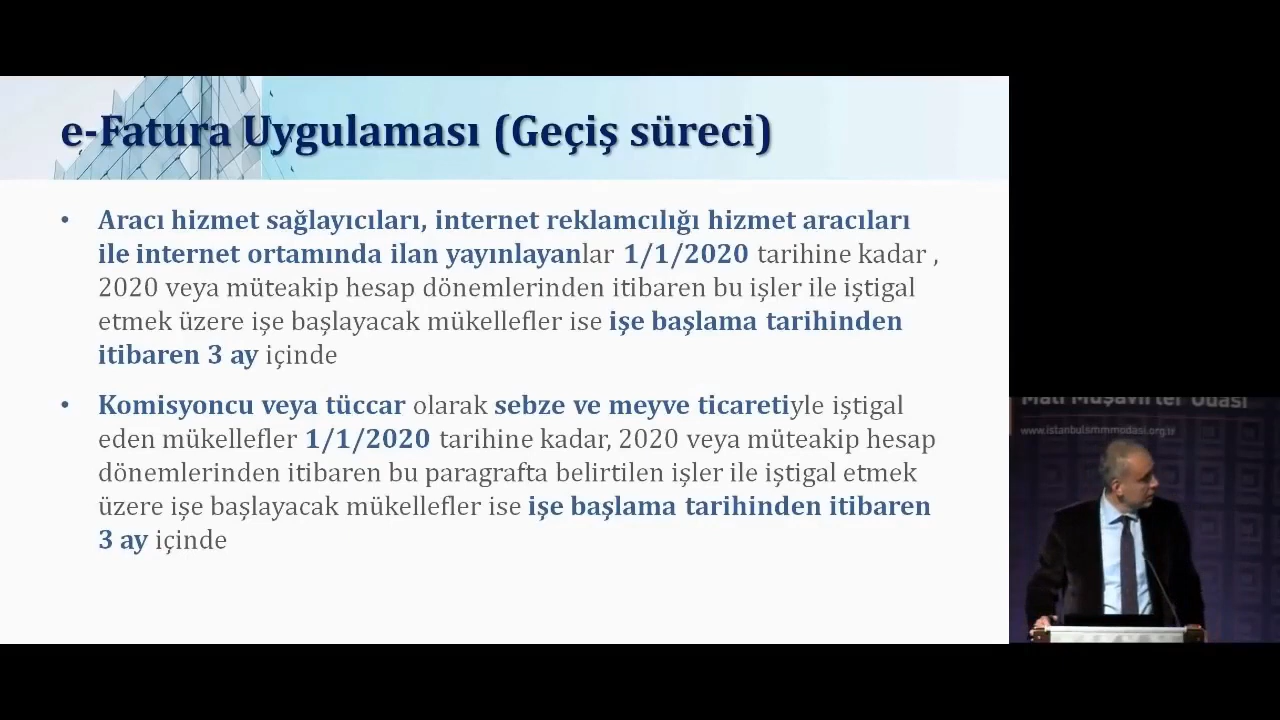 e-Fatura Uygulaması (Geçiş süreci)
• Aracı hizmet sağlayıcıları, internet reklamcılığı hizmet aracıları
ile internet ortamında ilan yayınlayanlar 1/1/2020 tarihine kadar ,
2020 veya müteakip hesap dönemlerinden itibaren bu işler ile iştigal
etmek üzere işe başlayacak mükellefler ise işe başlama tarihinden
itibaren 3 ay içinde
• Komisyoncu veya tüccar olarak sebze ve meyve ticaretiyle iştigal
eden mükellefler 1/1/2020 tarihine kadar, 2020 veya müteakip hesap
dönemlerinden itibaren bu paragrafta belirtilen işler ile iştigal etmek
üzere işe başlayacak mükellefler ise işe başlama tarihinden itibaren
3 ay içinde
Mali Müşavirler Odası
www.istanbulsmmmodasi.org.tr